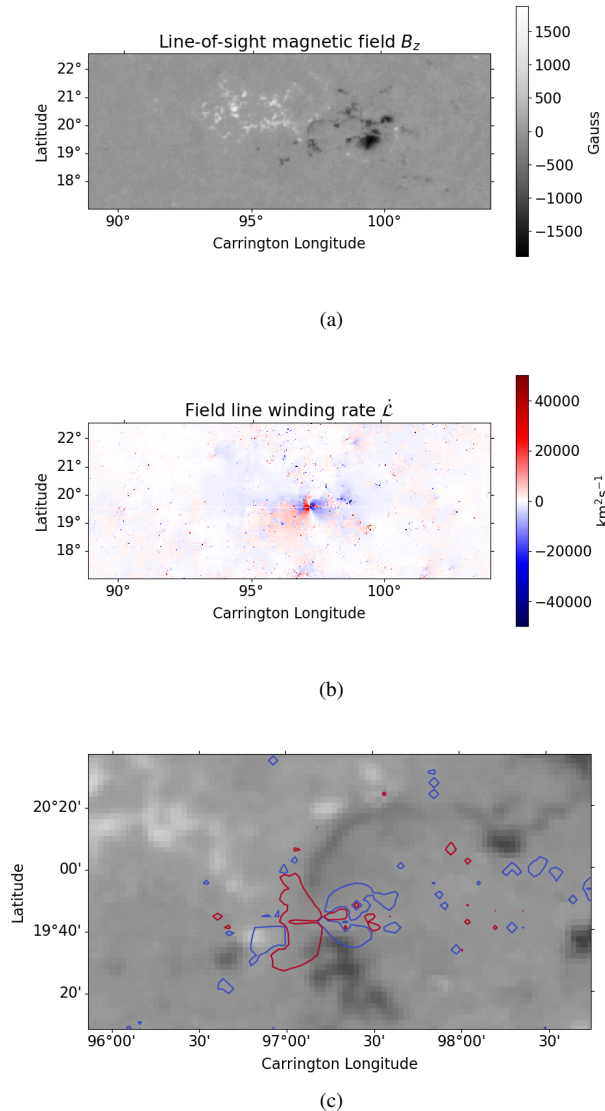 Line-of-sight magnetic field B_z
22°
21°
20°
19°
18°
Latitude
90°
95°
100°
Carrington Longitude
1500
1000
500
0
−500
−1000
−1500
Gauss
(a)
Field line winding rate ℒ̇
22°
21°
20°
19°
18°
Latitude
90°
95°
100°
Carrington Longitude
40000
20000
0
−20000
−40000
km²s⁻¹
(b)
20°20'
00'
19°40'
20'
Latitude
96°00'
30'
97°00'
30'
98°00'
30'
Carrington Longitude
(c)